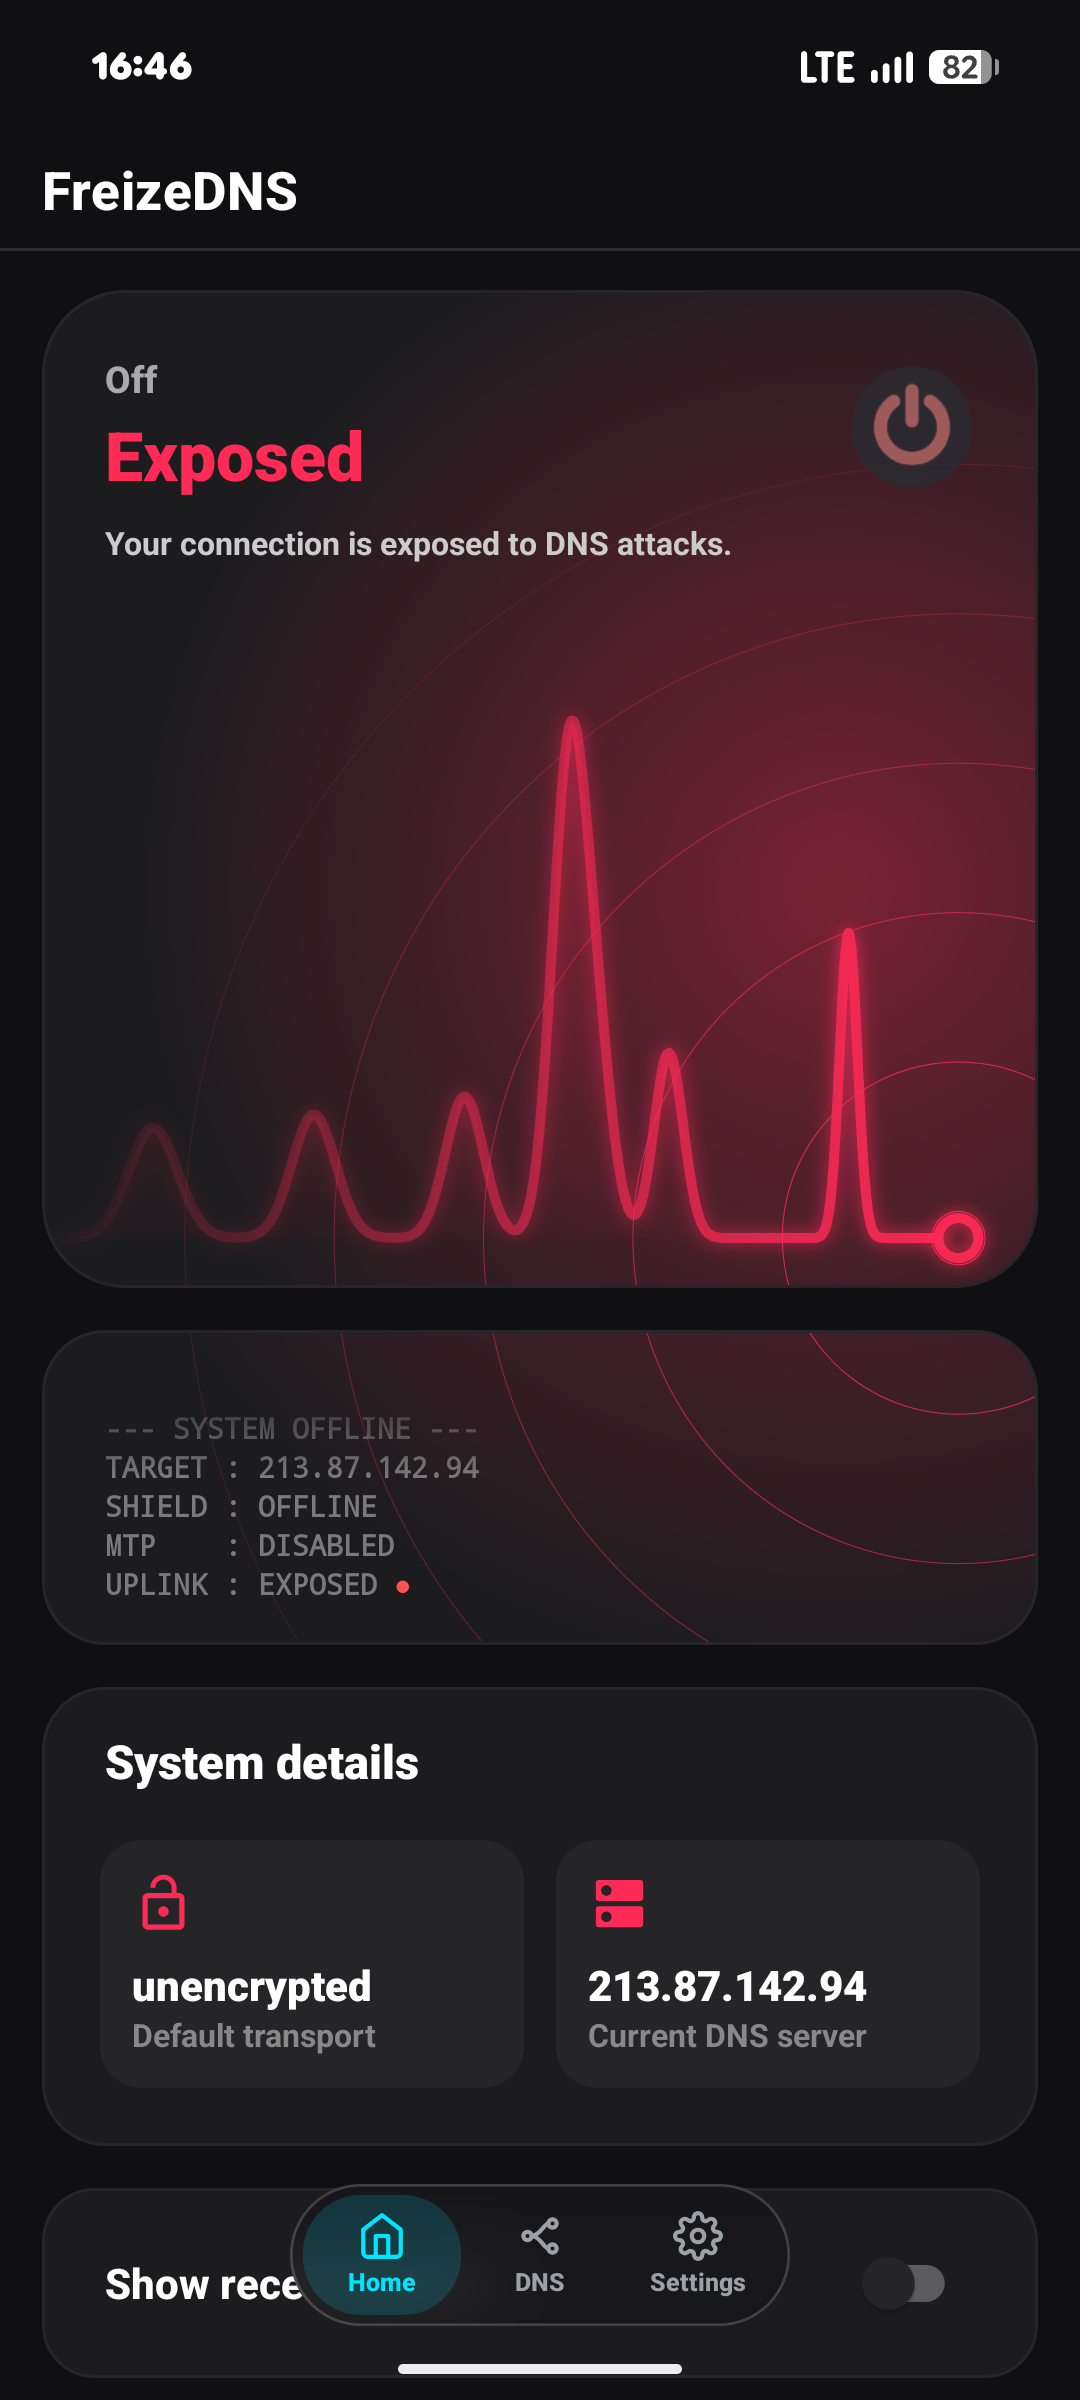 16:46
LTE 82
FreizeDNS
Off
Exposed
Your connection is exposed to DNS attacks.
--- SYSTEM OFFLINE ---
TARGET : 213.87.142.94
SHIELD : OFFLINE
MTP    : DISABLED
UPLINK : EXPOSED
System details
unencrypted
Default transport
213.87.142.94
Current DNS server
Show rece
Home
DNS
Settings